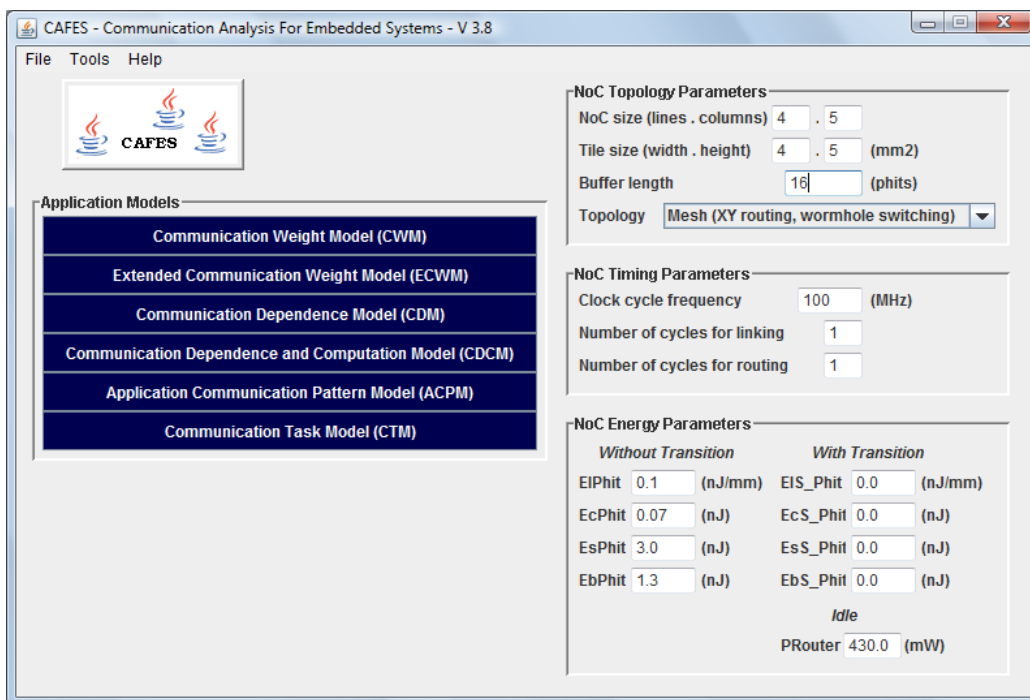 CAFES - Communication Analysis For Embedded Systems - V 3.8
File Tools Help
CAFES
Application Models
Communication Weight Model (CWM)
Extended Communication Weight Model (ECWM)
Communication Dependence Model (CDM)
Communication Dependence and Computation Model (CDCM)
Application Communication Pattern Model (ACPM)
Communication Task Model (CTM)
NoC Topology Parameters
NoC size (lines . columns) 4 . 5
Tile size (width . height) 4 . 5 (mm2)
Buffer length 16 (phits)
Topology Mesh (XY routing, wormhole switching)
NoC Timing Parameters
Clock cycle frequency 100 (MHz)
Number of cycles for linking 1
Number of cycles for routing 1
NoC Energy Parameters
Without Transition With Transition
ElPhit 0.1 (nJ/mm) ElS_Phit 0.0 (nJ/mm)
EcPhit 0.07 (nJ) EcS_Phit 0.0 (nJ)
EsPhit 3.0 (nJ) EsS_Phit 0.0 (nJ)
EbPhit 1.3 (nJ) EbS_Phit 0.0 (nJ)
Idle
PRouter 430.0 (mW)